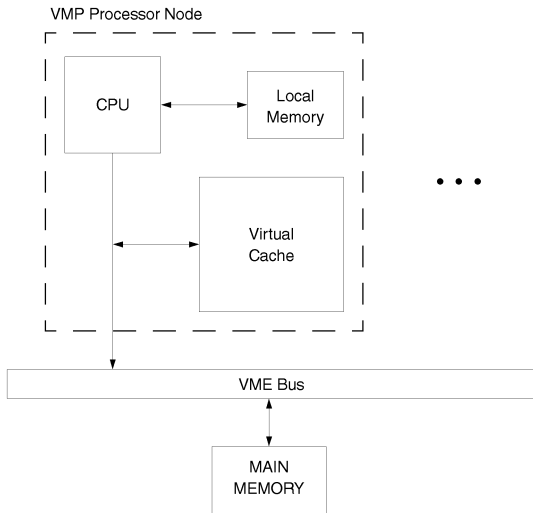 VMP Processor Node
CPU
Local
Memory
Virtual
Cache
VME Bus
MAIN
MEMORY